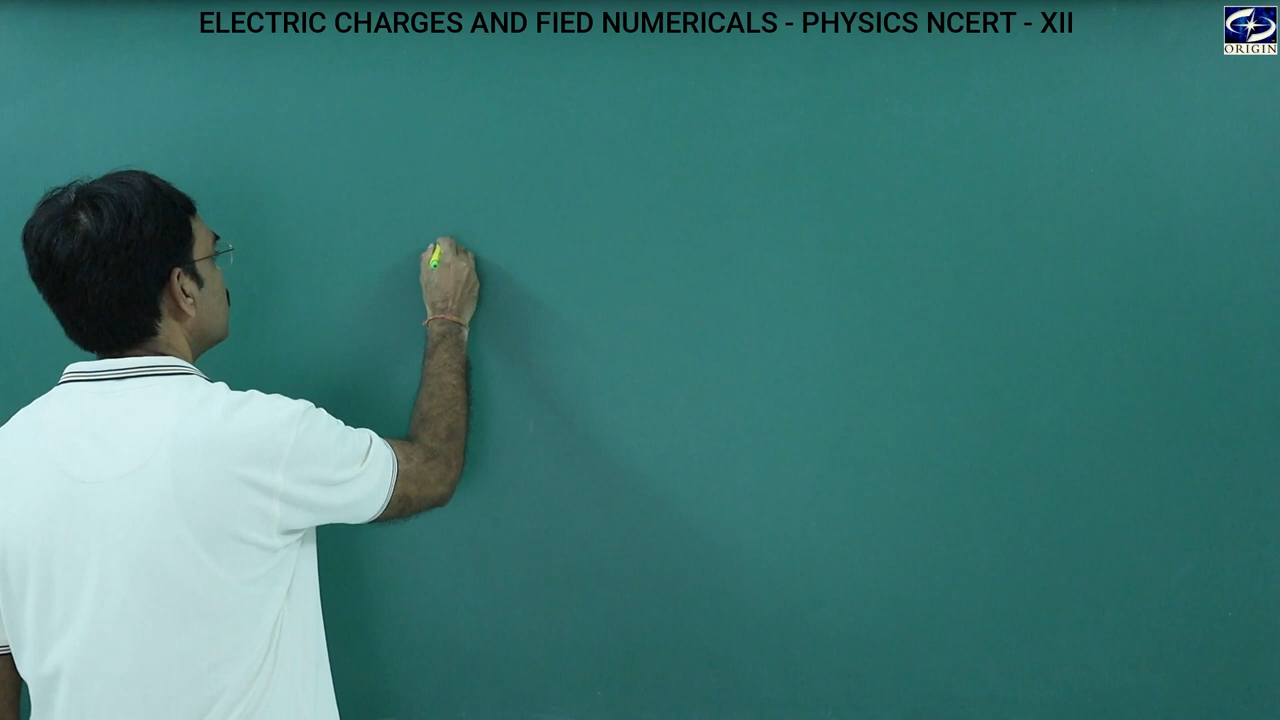 ELECTRIC CHARGES AND FIED NUMERICALS - PHYSICS NCERT - XII
ORIGIN